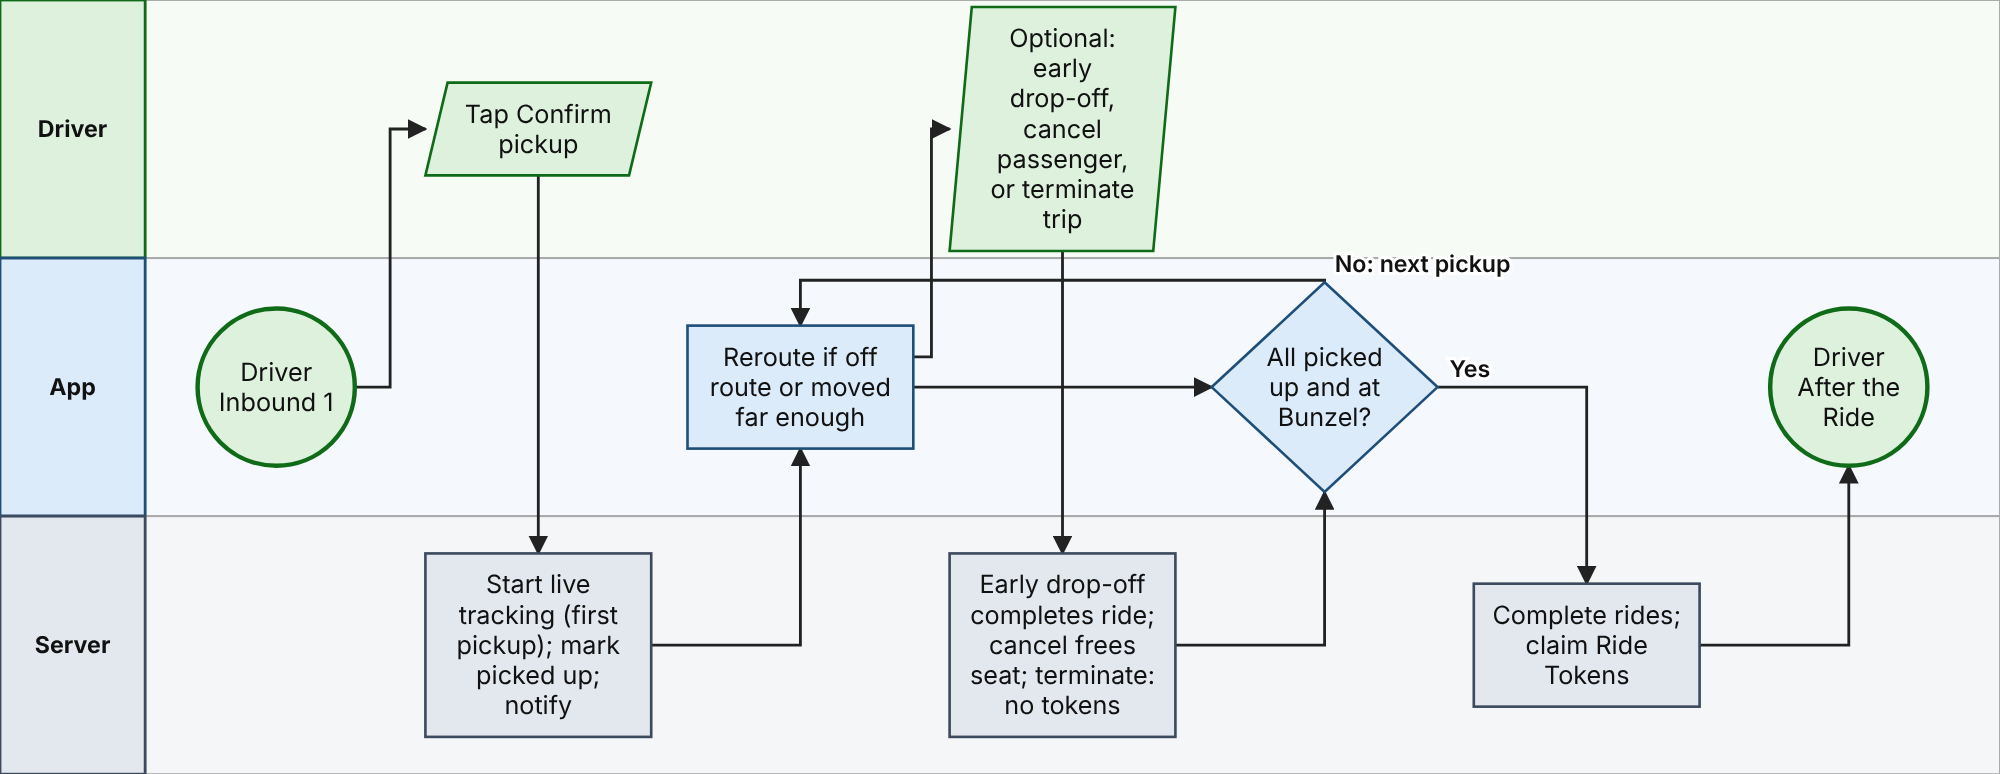 Driver
Tap Confirm
pickup
Optional:
early
drop-off,
cancel
passenger,
or terminate
trip
No: next pickup
App
Driver
Inbound 1
Reroute if off
route or moved
far enough
All picked
up and at
Bunzel?
Yes
Driver
After the
Ride
Server
Start live
tracking (first
pickup); mark
picked up;
notify
Early drop-off
completes ride;
cancel frees
seat; terminate:
no tokens
Complete rides;
claim Ride
Tokens